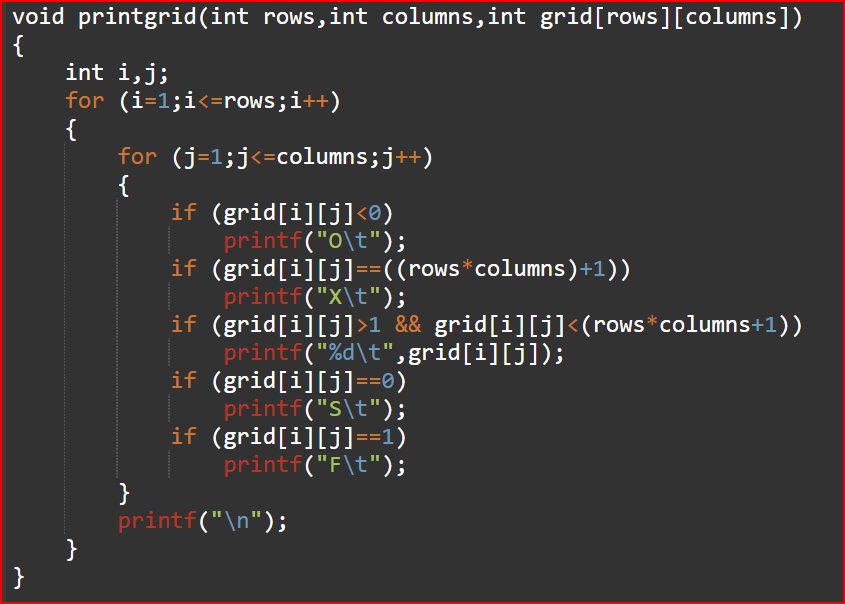 void printgrid(int rows,int columns,int grid[rows][columns])
{
    int i,j;
    for (i=1;i<=rows;i++)
    {
        for (j=1;j<=columns;j++)
        {
            if (grid[i][j]<0)
                printf("O\t");
            if (grid[i][j]==((rows*columns)+1))
                printf("X\t");
            if (grid[i][j]>1 && grid[i][j]<(rows*columns+1))
                printf("%d\t",grid[i][j]);
            if (grid[i][j]==0)
                printf("S\t");
            if (grid[i][j]==1)
                printf("F\t");
        }
        printf("\n");
    }
}